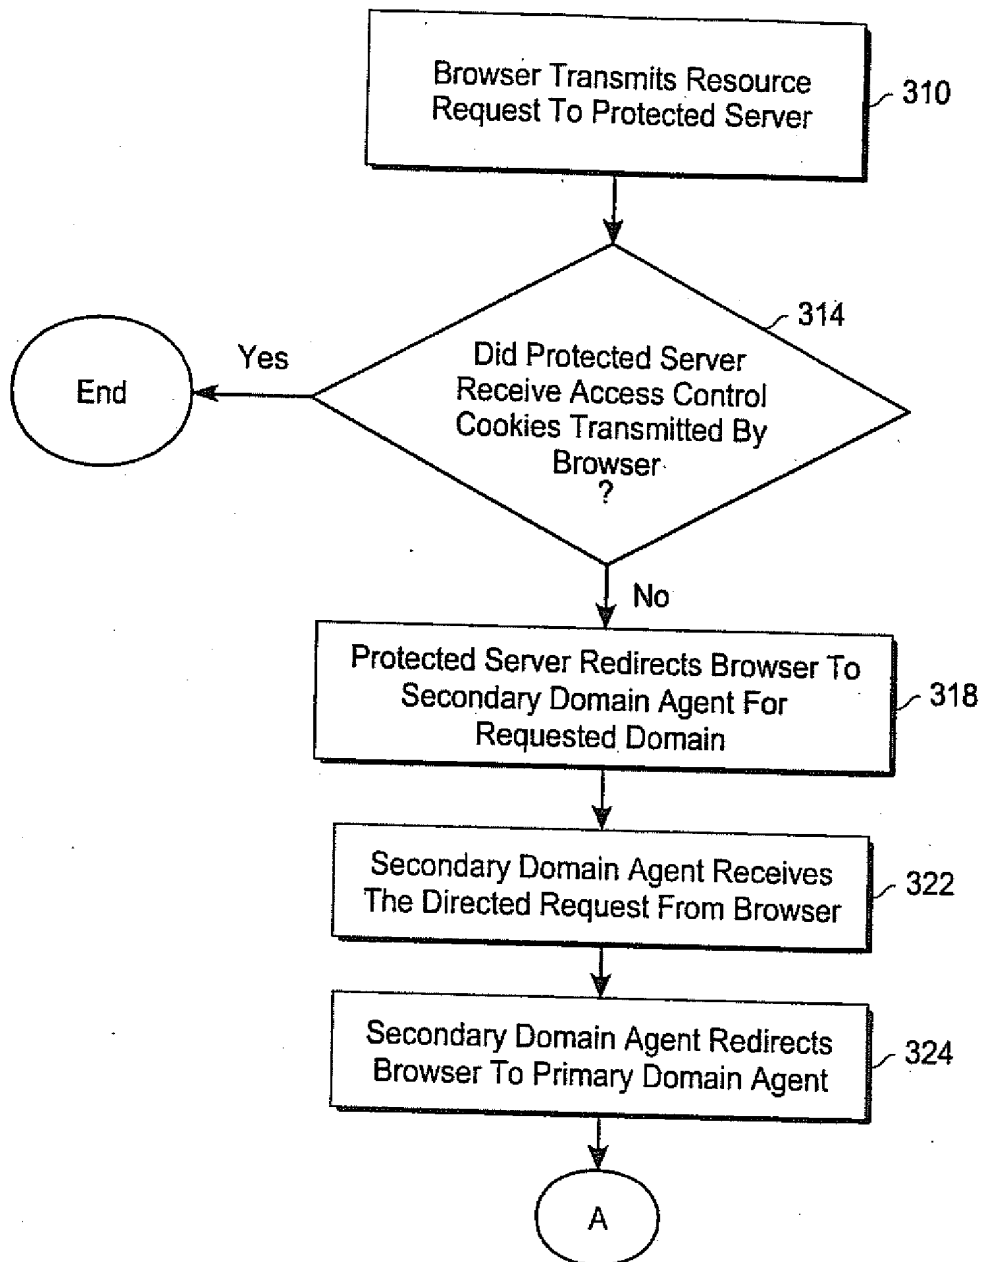 Browser Transmits Resource
Request To Protected Server
310
314
Did Protected Server
Receive Access Control
Cookies Transmitted By
Browser
?
Yes
End
No
Protected Server Redirects Browser To
Secondary Domain Agent For
Requested Domain
318
Secondary Domain Agent Receives
The Directed Request From Browser
322
Secondary Domain Agent Redirects
Browser To Primary Domain Agent
324
A